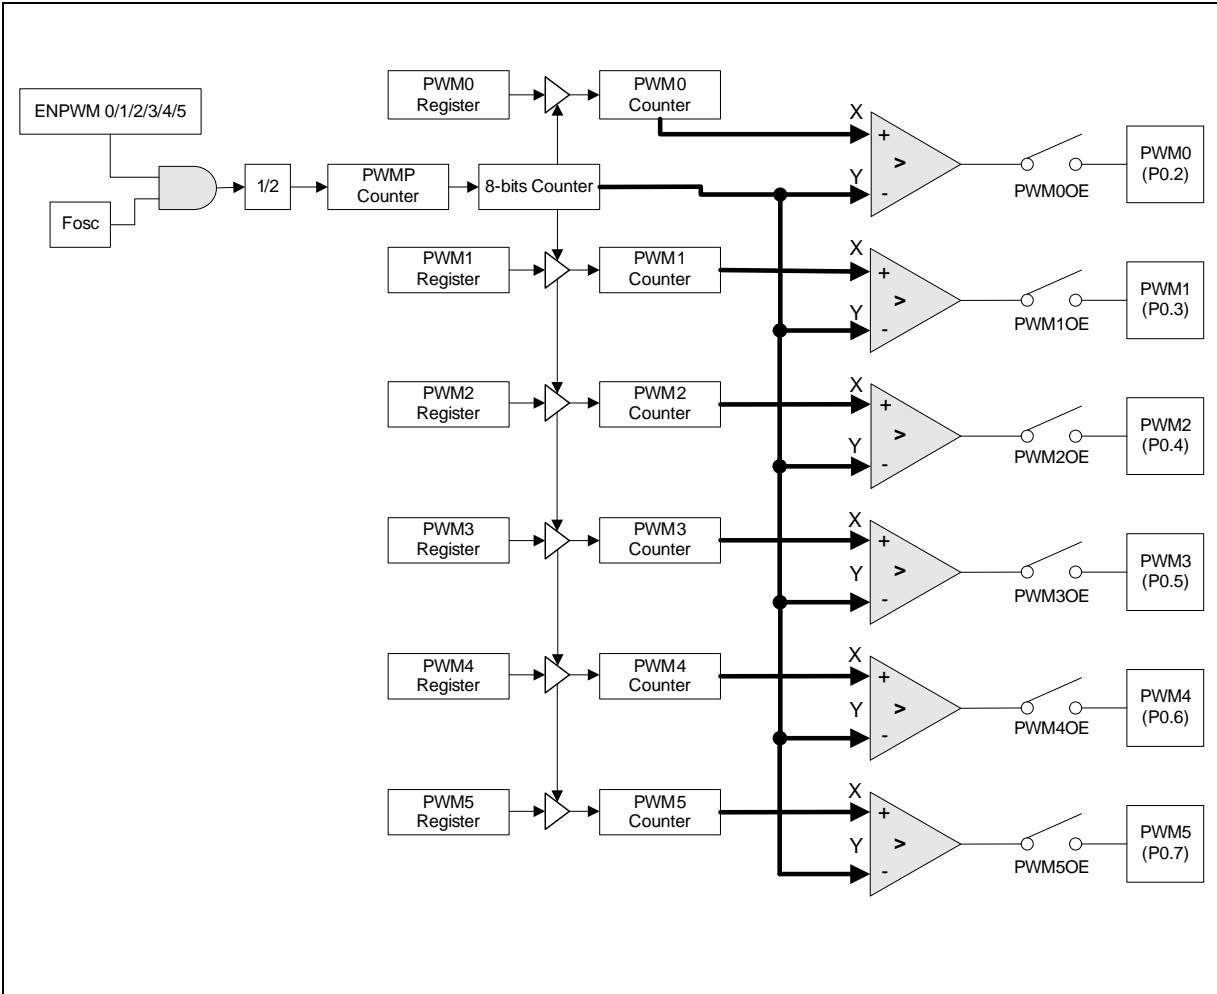 ENPWM 0/1/2/3/4/5
Fosc
1/2
PWMP
Counter
8-bits Counter
PWM0
Register
PWM0
Counter
X
+
>
Y
-
PWM0OE
PWM0
(P0.2)
PWM1
Register
PWM1
Counter
X
+
>
Y
-
PWM1OE
PWM1
(P0.3)
PWM2
Register
PWM2
Counter
X
+
>
Y
-
PWM2OE
PWM2
(P0.4)
PWM3
Register
PWM3
Counter
X
+
>
Y
-
PWM3OE
PWM3
(P0.5)
PWM4
Register
PWM4
Counter
X
+
>
Y
-
PWM4OE
PWM4
(P0.6)
PWM5
Register
PWM5
Counter
X
+
>
Y
-
PWM5OE
PWM5
(P0.7)